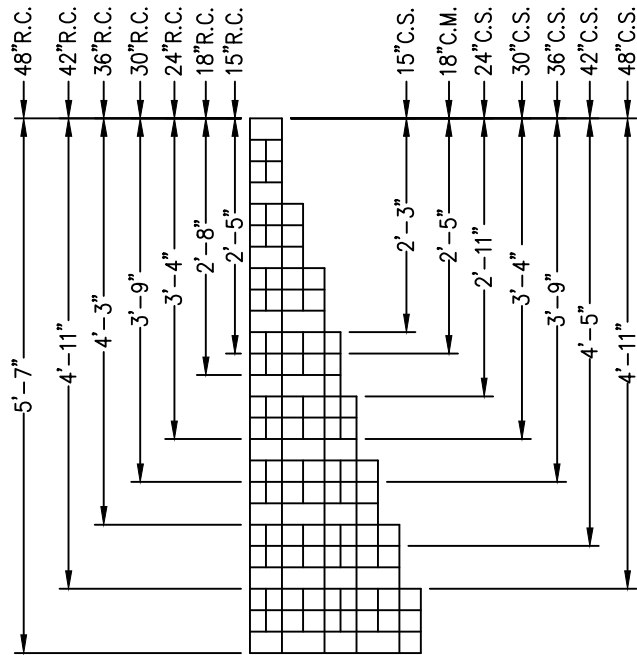 48"R.C.
42"R.C.
36"R.C.
30"R.C.
24"R.C.
18"R.C.
15"R.C.
15"C.S.
18"C.M.
24"C.S.
30"C.S.
36"C.S.
42"C.S.
48"C.S.
5'-7"
4'-11"
4'-3"
3'-9"
3'-4"
2'-8"
2'-5"
2'-3"
2'-5"
2'-11"
3'-4"
3'-9"
4'-5"
4'-11"